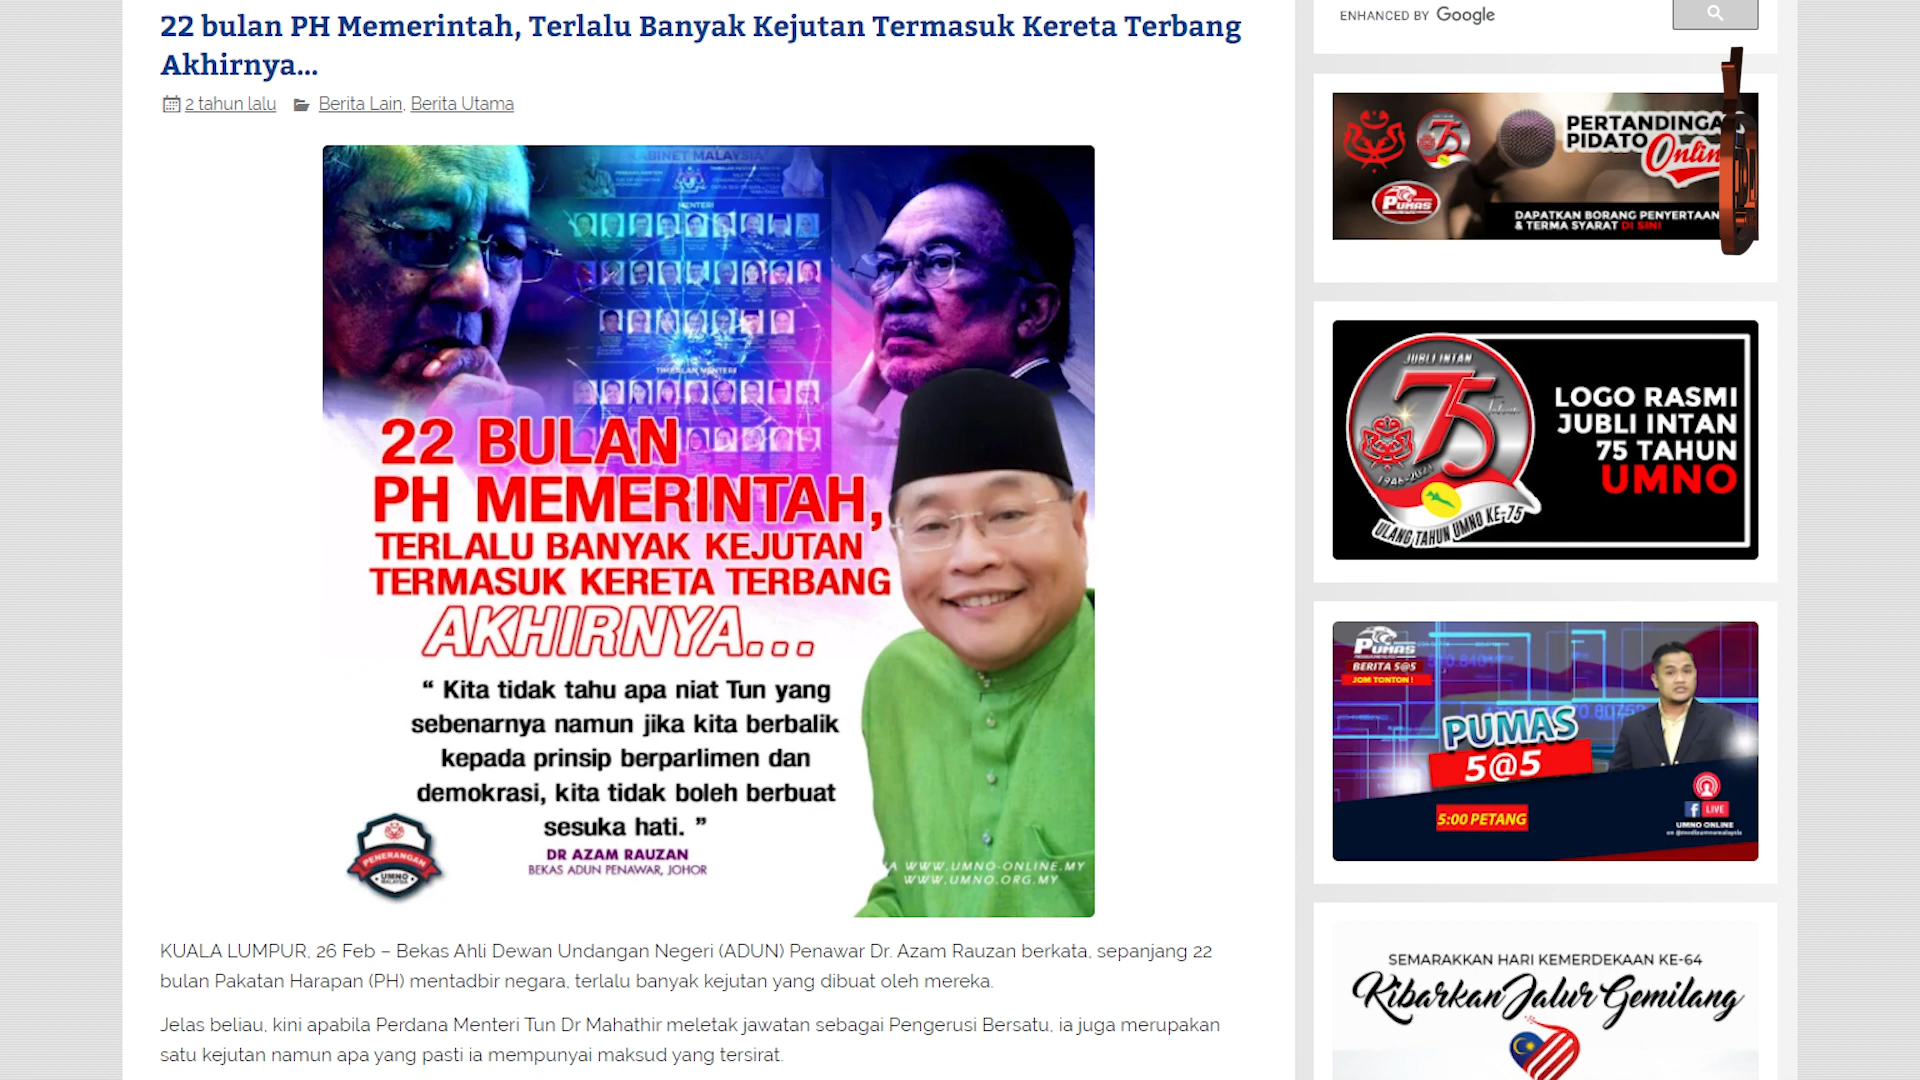 22 bulan PH Memerintah, Terlalu Banyak Kejutan Termasuk Kereta Terbang
Akhirnya...
2 tahun lalu Berita Lain, Berita Utama
KABINET MALAYSIA
MENTERI
TIMBALAN MENTERI
22 BULAN
PH MEMERINTAH,
TERLALU BANYAK KEJUTAN
TERMASUK KERETA TERBANG
AKHIRNYA...
“ Kita tidak tahu apa niat Tun yang
sebenarnya namun jika kita berbalik
kepada prinsip berparlimen dan
demokrasi, kita tidak boleh berbuat
sesuka hati. ”
DR AZAM RAUZAN
BEKAS ADUN PENAWAR, JOHOR
PENERANGAN
UMNO
MALAYSIA
WWW.UMNO-ONLINE.MY
WWW.UMNO.ORG.MY
KUALA LUMPUR, 26 Feb – Bekas Ahli Dewan Undangan Negeri (ADUN) Penawar Dr. Azam Rauzan berkata, sepanjang 22
bulan Pakatan Harapan (PH) mentadbir negara, terlalu banyak kejutan yang dibuat oleh mereka.
Jelas beliau, kini apabila Perdana Menteri Tun Dr Mahathir meletak jawatan sebagai Pengerusi Bersatu, ia juga merupakan
satu kejutan namun apa yang pasti ia mempunyai maksud yang tersirat.
ENHANCED BY Google
75
PUMAS
PERTANDINGA
PIDATO
Onlin
DAPATKAN BORANG PENYERTAAN
& TERMA SYARAT DI SINI
JUBLI INTAN
75
Tahun
1946-2021
ULANG TAHUN UMNO KE-75
LOGO RASMI
JUBLI INTAN
75 TAHUN
UMNO
PUMAS
BERITA 5@5
JOM TONTON !
PUMAS
5@5
5:00 PETANG
LIVE
UMNO ONLINE
SEMARAKKAN HARI KEMERDEKAAN KE-64
Kibarkan Jalur Gemilang